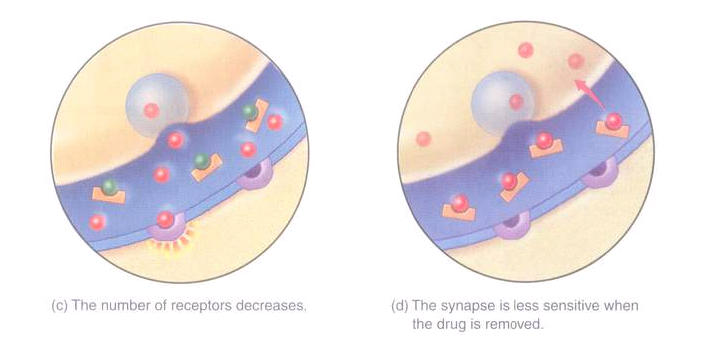 (c) The number of receptors decreases.
(d) The synapse is less sensitive when
the drug is removed.